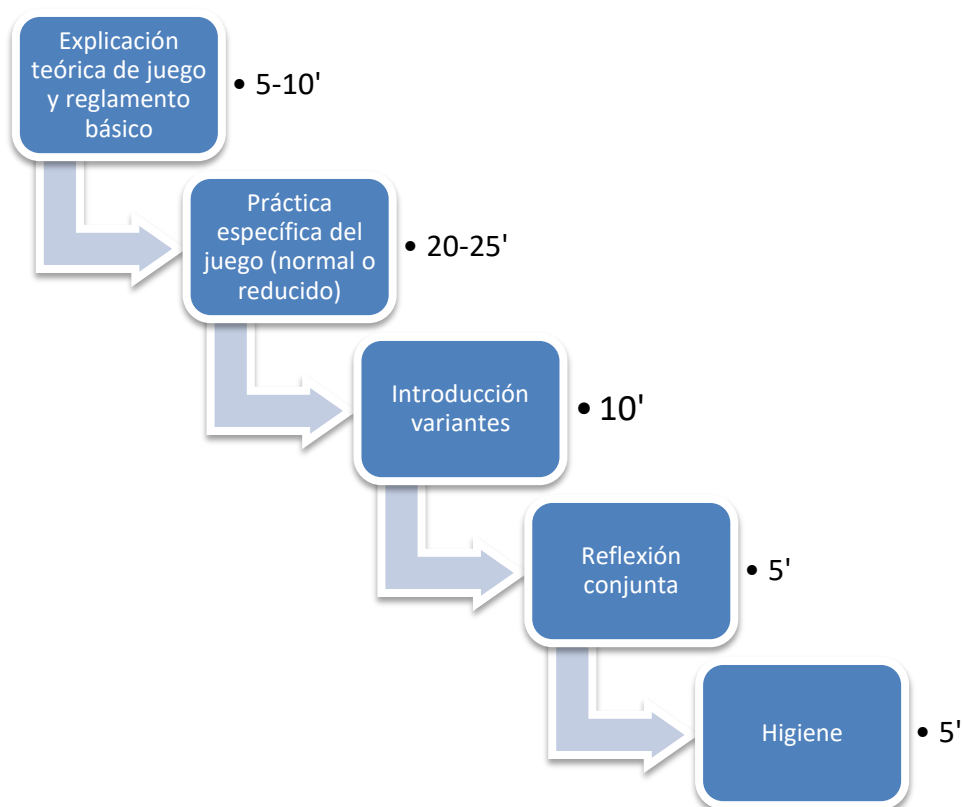 Explicación
teórica de juego
y reglamento
básico
• 5-10'
Práctica
específica del
juego (normal o
reducido)
• 20-25'
Introducción
variantes
• 10'
Reflexión
conjunta
• 5'
Higiene
• 5'